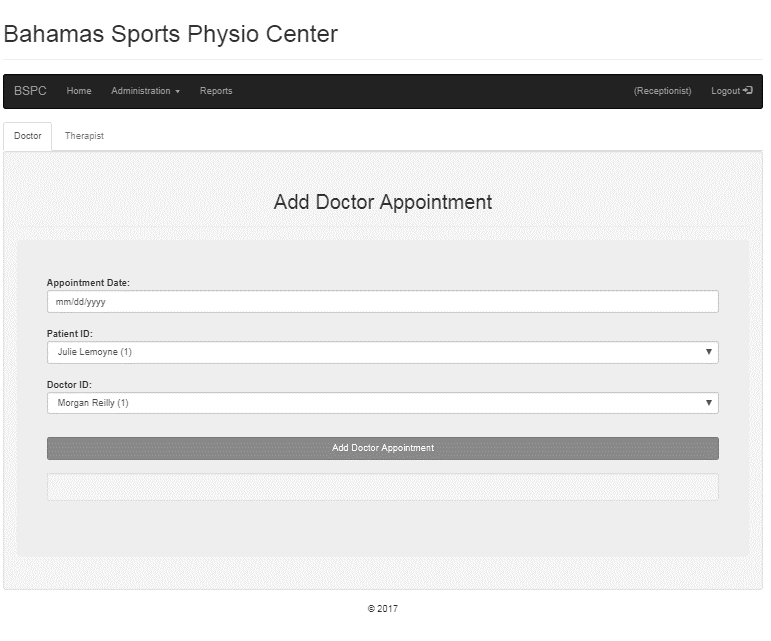 Bahamas Sports Physio Center
BSPC Home Administration Reports (Receptionist) Logout
Doctor Therapist
Add Doctor Appointment
Appointment Date:
mm/dd/yyyy
Patient ID:
Julie Lemoyne (1)
Doctor ID:
Morgan Reilly (1)
Add Doctor Appointment
© 2017